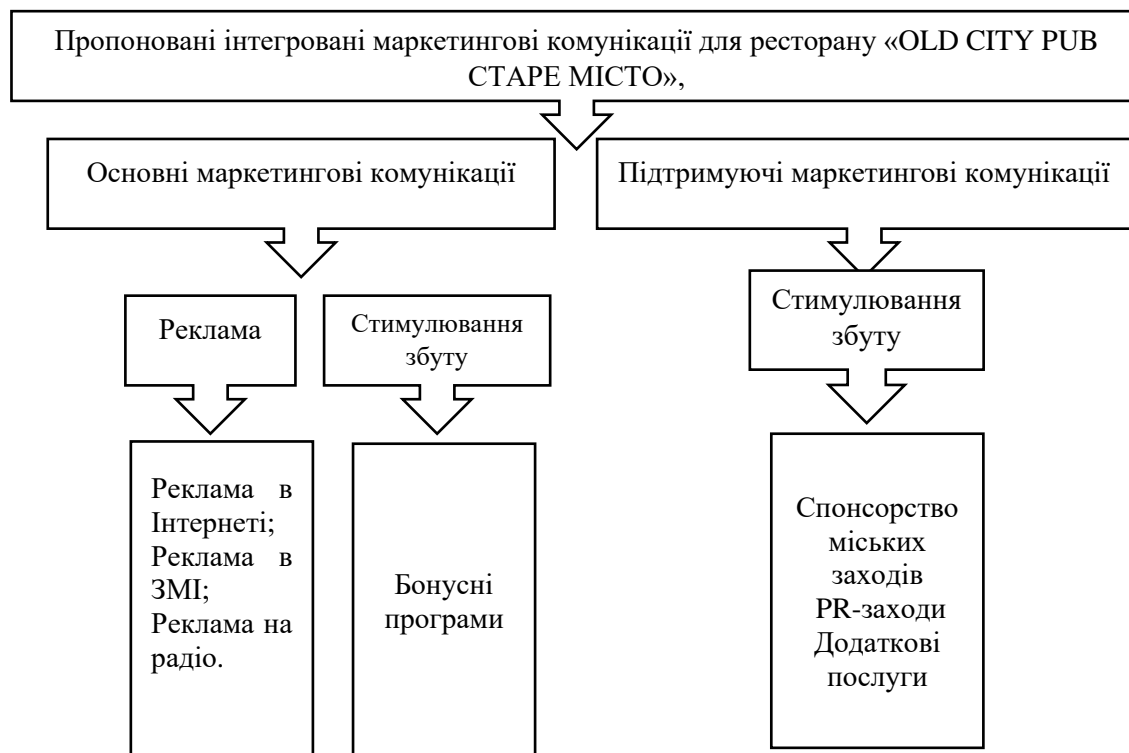 Пропоновані інтегровані маркетингові комунікації для ресторану «OLD CITY PUB
СТАРЕ МІСТО»,
Основні маркетингові комунікації
Підтримуючі маркетингові комунікації
Реклама
Стимулювання
збуту
Стимулювання
збуту
Реклама в
Інтернеті;
Реклама в
ЗМІ;
Реклама на
радіо.
Бонусні
програми
Спонсорство
міських
заходів
PR-заходи
Додаткові
послуги